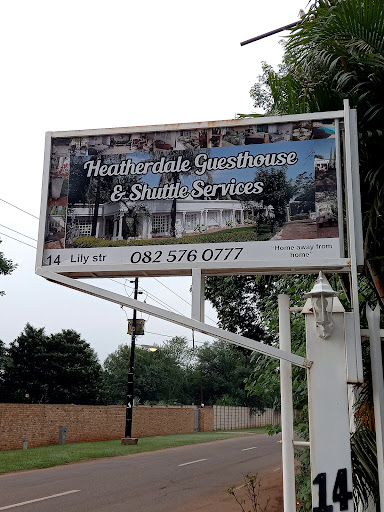 Heatherdale Guesthouse
& Shuttle Services
14 Lily str 082 576 0777 "Home away from
home"
14